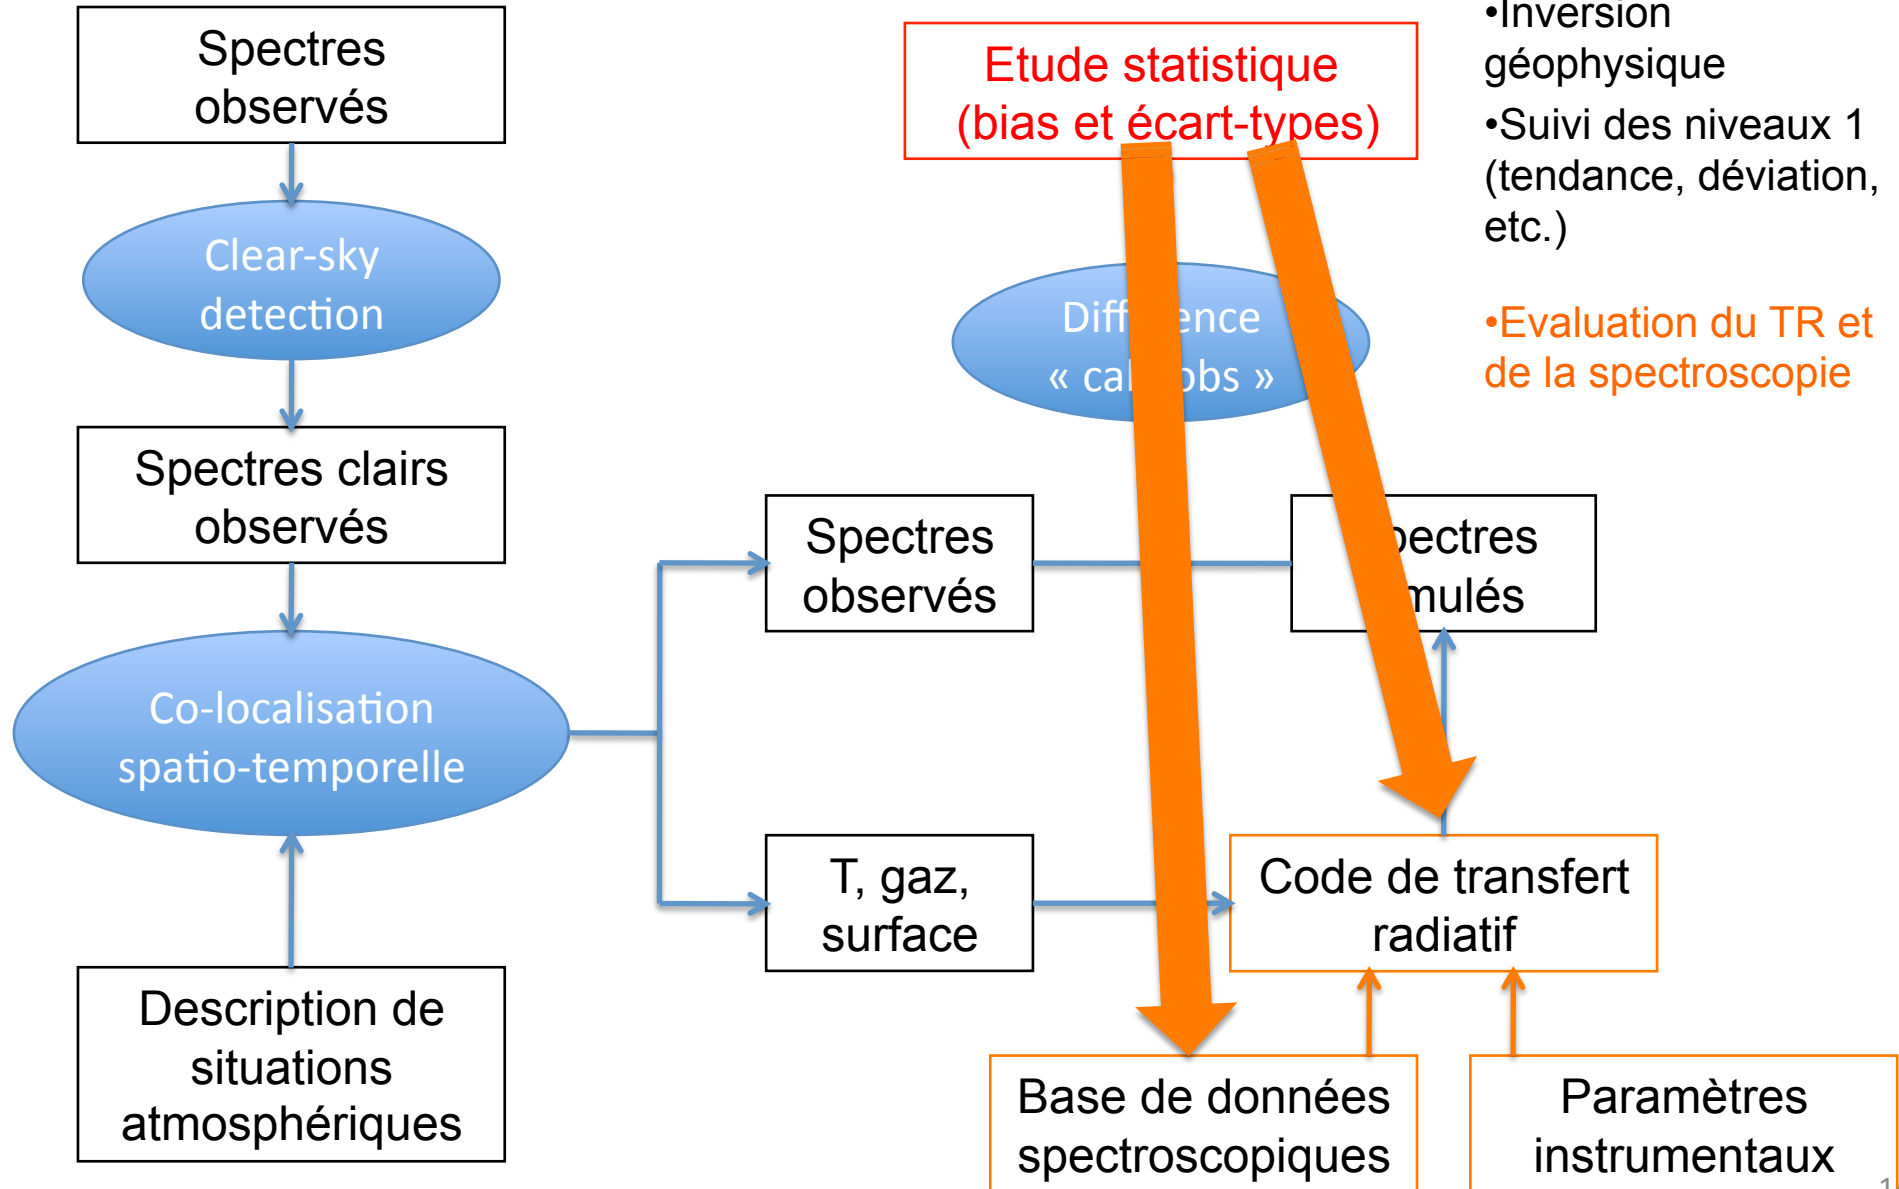 Spectres
observés
Clear-sky
detection
Spectres clairs
observés
Co-localisation
spatio-temporelle
Description de
situations
atmosphériques
Etude statistique
(bias et écart-types)
« obs »
Spectres
observés
T, gaz,
surface
Code de transfert
radiatif
Base de données
spectroscopiques
Paramètres
instrumentaux
•Inversion
géophysique
•Suivi des niveaux 1
(tendance, déviation,
etc.)
•Evaluation du TR et
de la spectroscopie